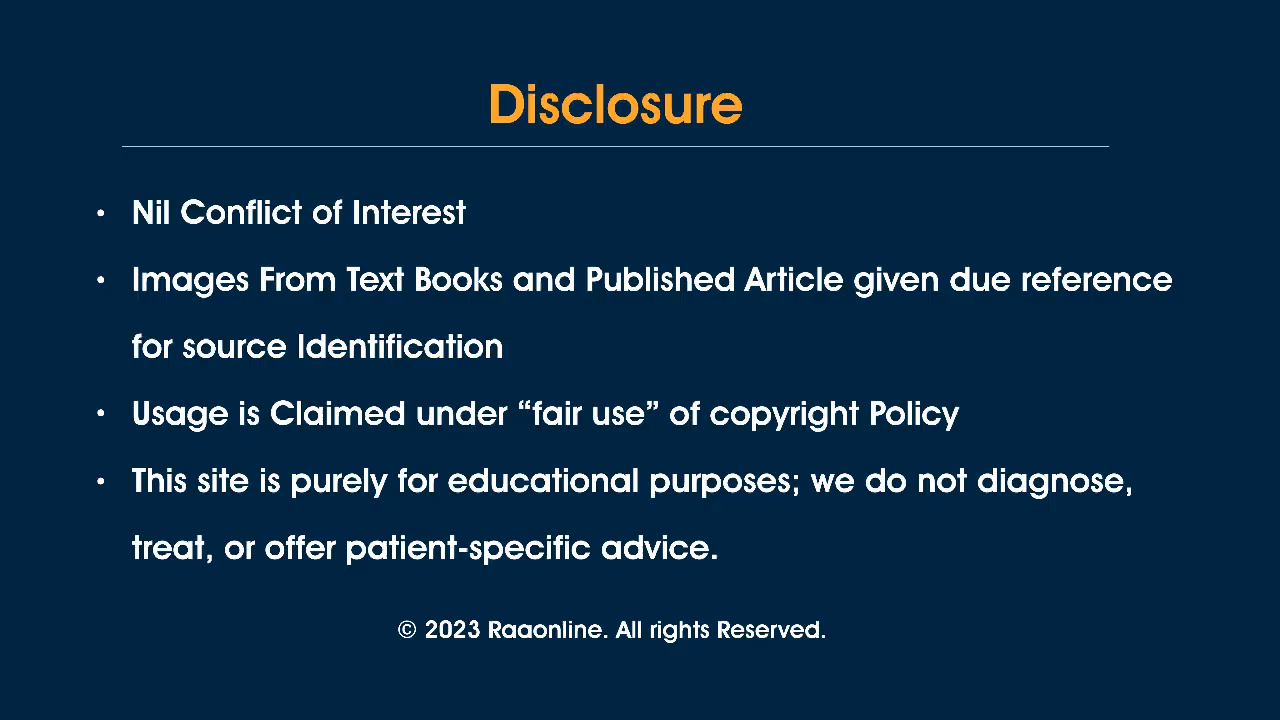 Disclosure
• Nil Conflict of Interest
• Images From Text Books and Published Article given due reference
for source Identification
• Usage is Claimed under “fair use” of copyright Policy
• This site is purely for educational purposes; we do not diagnose,
treat, or offer patient-specific advice.
© 2023 Raaonline. All rights Reserved.